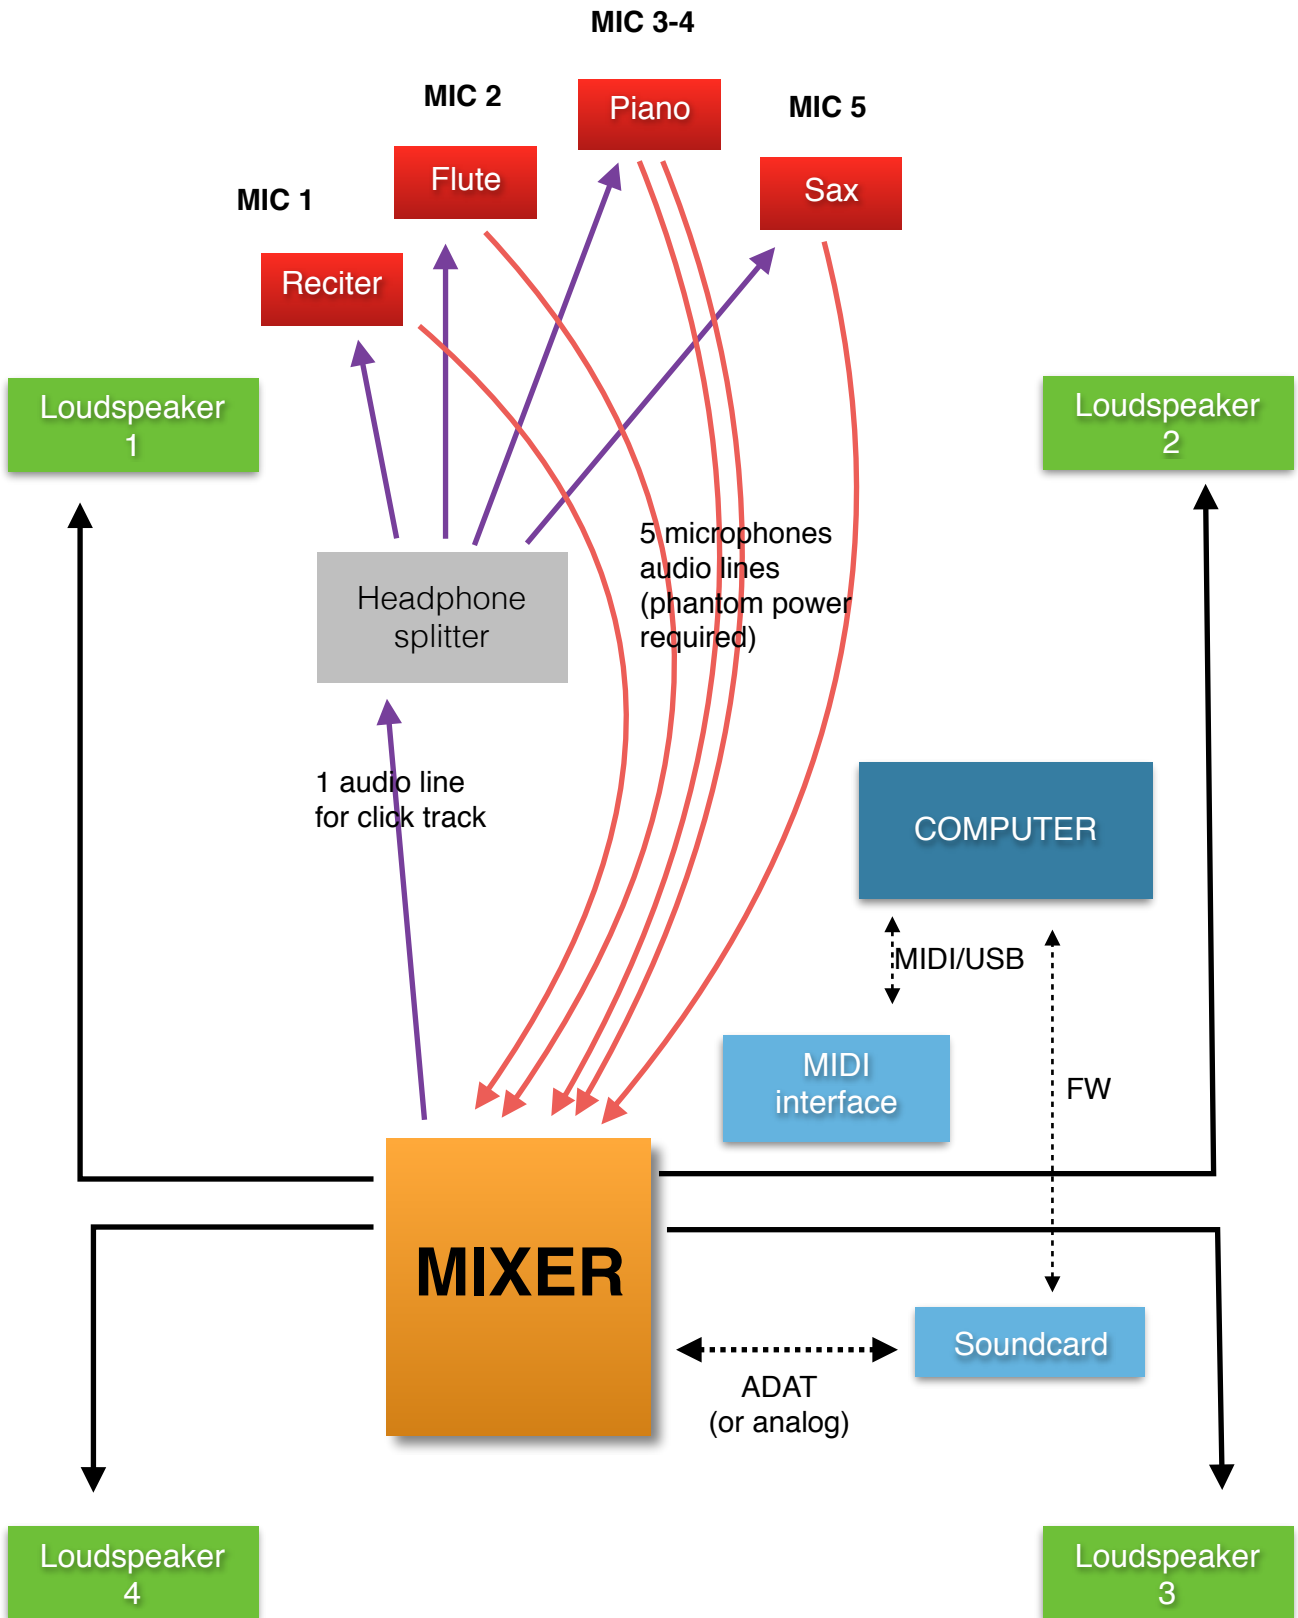 MIC 3-4
MIC 2
Piano
MIC 5
Flute
Sax
MIC 1
Reciter
Loudspeaker
1
Loudspeaker
2
5 microphones
audio lines
(phantom power
required)
Headphone
splitter
1 audio line
for click track
COMPUTER
MIDI/USB
MIDI
interface
FW
MIXER
Soundcard
ADAT
(or analog)
Loudspeaker
4
Loudspeaker
3